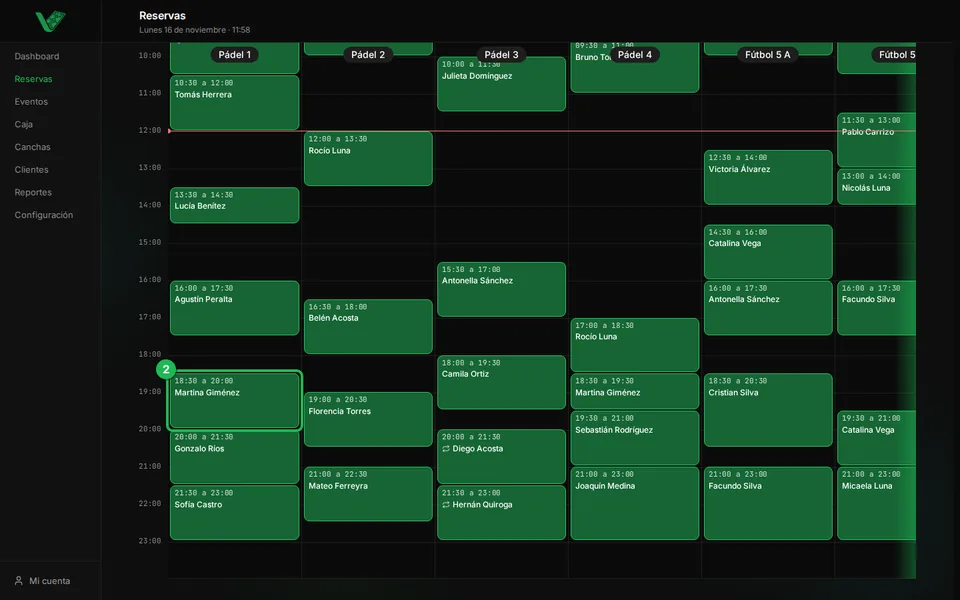 Reservas
Lunes 16 de noviembre · 11:58
Dashboard
Reservas
Eventos
Caja
Canchas
Clientes
Reportes
Configuración
Mi cuenta
Pádel 1
Pádel 2
Pádel 3
Pádel 4
Fútbol 5 A
Fútbol 5
10:00
11:00
12:00
13:00
14:00
15:00
16:00
17:00
18:00
19:00
20:00
21:00
22:00
23:00
10:30 a 12:00
Tomás Herrera
13:30 a 14:30
Lucía Benítez
16:00 a 17:30
Agustín Peralta
2
18:30 a 20:00
Martina Giménez
20:00 a 21:30
Gonzalo Ríos
21:30 a 23:00
Sofía Castro
12:00 a 13:30
Rocío Luna
16:30 a 18:00
Belén Acosta
19:00 a 20:30
Florencia Torres
21:00 a 22:30
Mateo Ferreyra
10:00 a 11:30
Julieta Domínguez
15:30 a 17:00
Antonella Sánchez
18:00 a 19:30
Camila Ortiz
20:00 a 21:30
Diego Acosta
21:30 a 23:00
Hernán Quiroga
09:30 a 11:00
Bruno
17:00 a 18:30
Rocío Luna
18:30 a 19:30
Martina Giménez
19:30 a 21:00
Sebastián Rodríguez
21:00 a 23:00
Joaquín Medina
12:30 a 14:00
Victoria Álvarez
14:30 a 16:00
Catalina Vega
16:00 a 17:30
Antonella Sánchez
18:30 a 20:30
Cristian Silva
21:00 a 23:00
Facundo Silva
11:30 a 13:00
Pablo Carrizo
13:00 a 14:00
Nicolás Luna
16:00 a 17:30
Facundo Silva
19:30 a 21:00
Catalina Vega
21:00 a 23:00
Micaela Luna